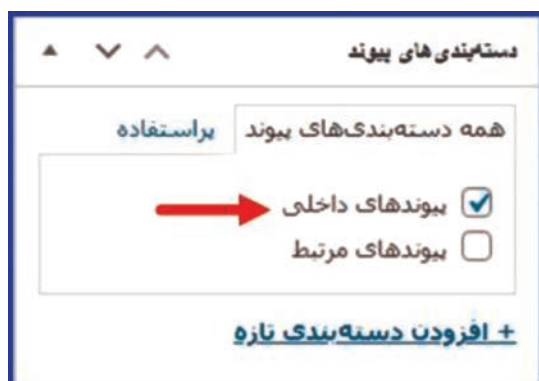 دسته‌بندی های پیوند
همه دسته‌بندی‌های پیوند پراستفاده
پیوندهای داخلی
پیوندهای مرتبط
+ افزودن دسته‌بندی تازه